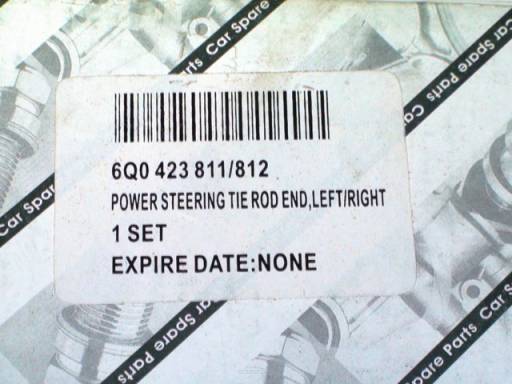 Parts Car Spare
Car Spare Parts
6Q0 423 811/812
POWER STEERING TIE ROD END,LEFT/RIGHT
1 SET
EXPIRE DATE:NONE
Car Spar
Car Spare Parts
Spare Parts Car S